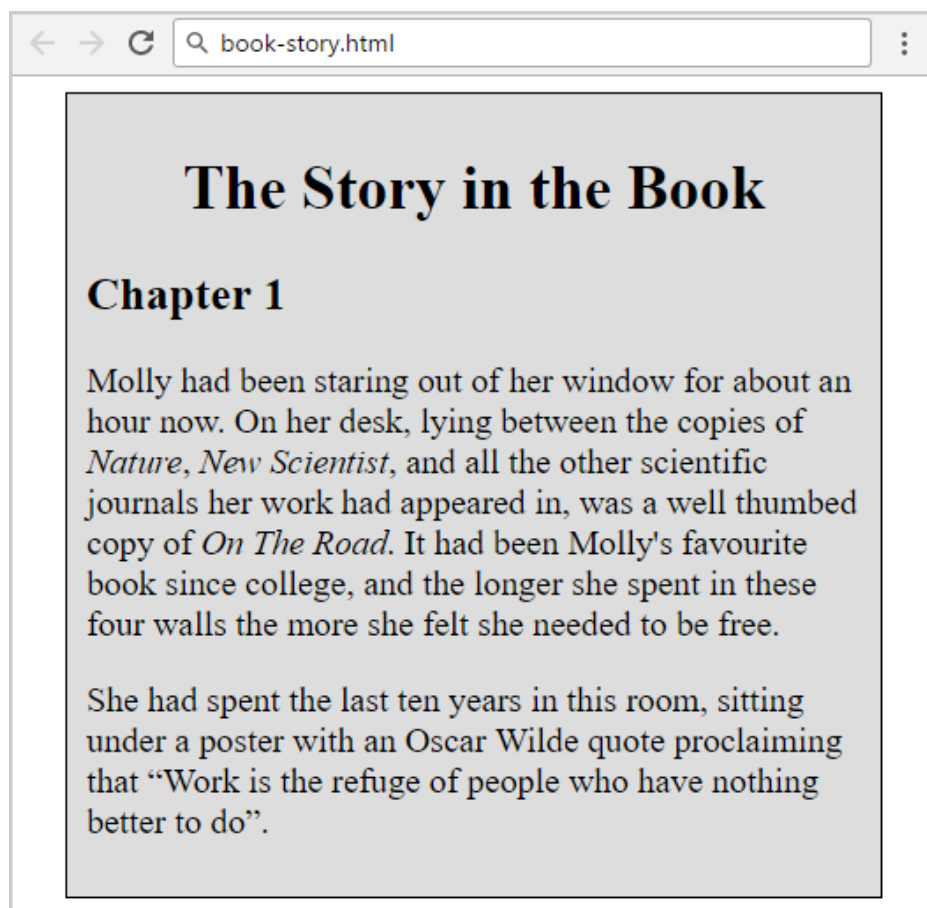 book-story.html
The Story in the Book
Chapter 1
Molly had been staring out of her window for about an
hour now. On her desk, lying between the copies of
Nature, New Scientist, and all the other scientific
journals her work had appeared in, was a well thumbed
copy of On The Road. It had been Molly's favourite
book since college, and the longer she spent in these
four walls the more she felt she needed to be free.
She had spent the last ten years in this room, sitting
under a poster with an Oscar Wilde quote proclaiming
that “Work is the refuge of people who have nothing
better to do”.